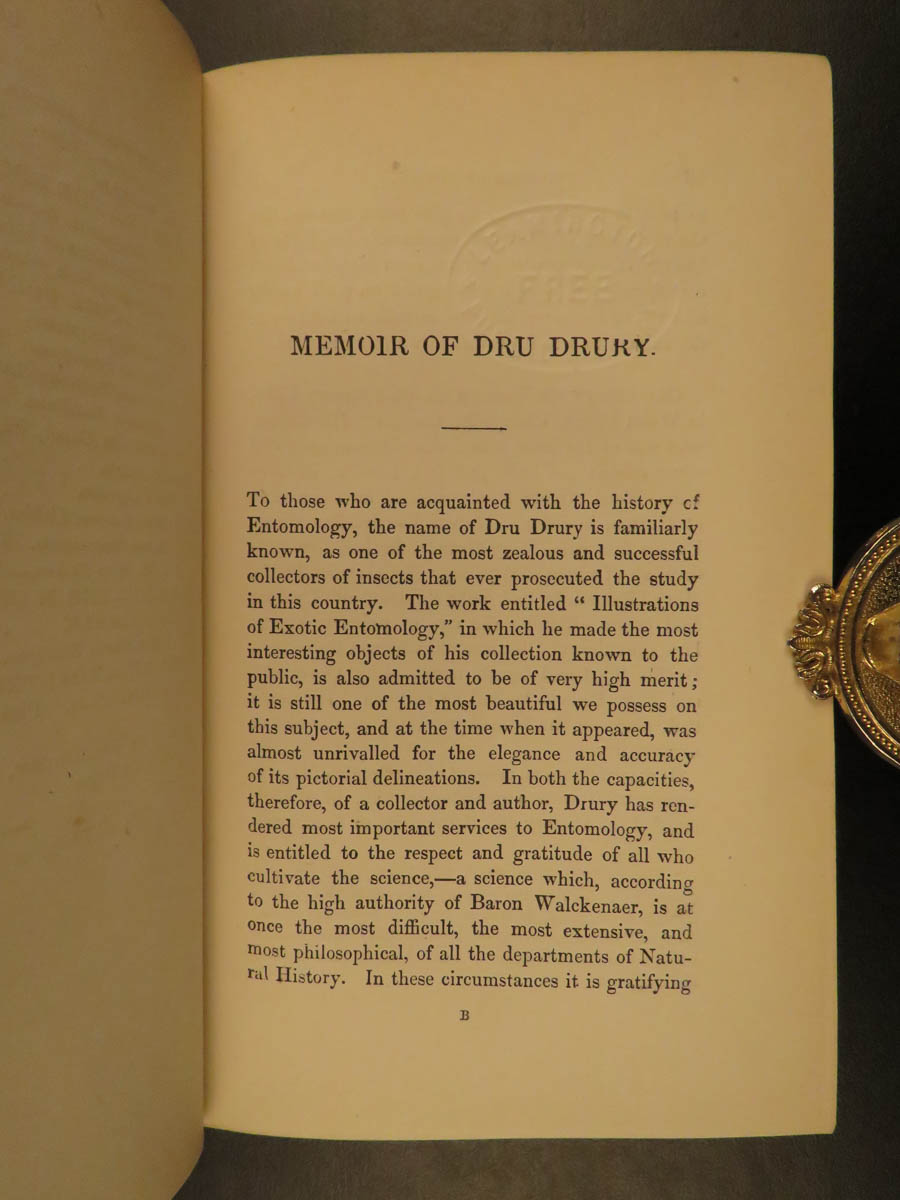 LEAMINGTON
FREE
MEMOIR OF DRU DRURY.
To those who are acquainted with the history of
Entomology, the name of Dru Drury is familiarly
known, as one of the most zealous and successful
collectors of insects that ever prosecuted the study
in this country. The work entitled “ Illustrations
of Exotic Entomology,” in which he made the most
interesting objects of his collection known to the
public, is also admitted to be of very high merit ;
it is still one of the most beautiful we possess on
this subject, and at the time when it appeared, was
almost unrivalled for the elegance and accuracy
of its pictorial delineations. In both the capacities,
therefore, of a collector and author, Drury has ren-
dered most important services to Entomology, and
is entitled to the respect and gratitude of all who
cultivate the science,—a science which, according
to the high authority of Baron Walckenaer, is at
once the most difficult, the most extensive, and
most philosophical, of all the departments of Natu-
ral History. In these circumstances it is gratifying
B